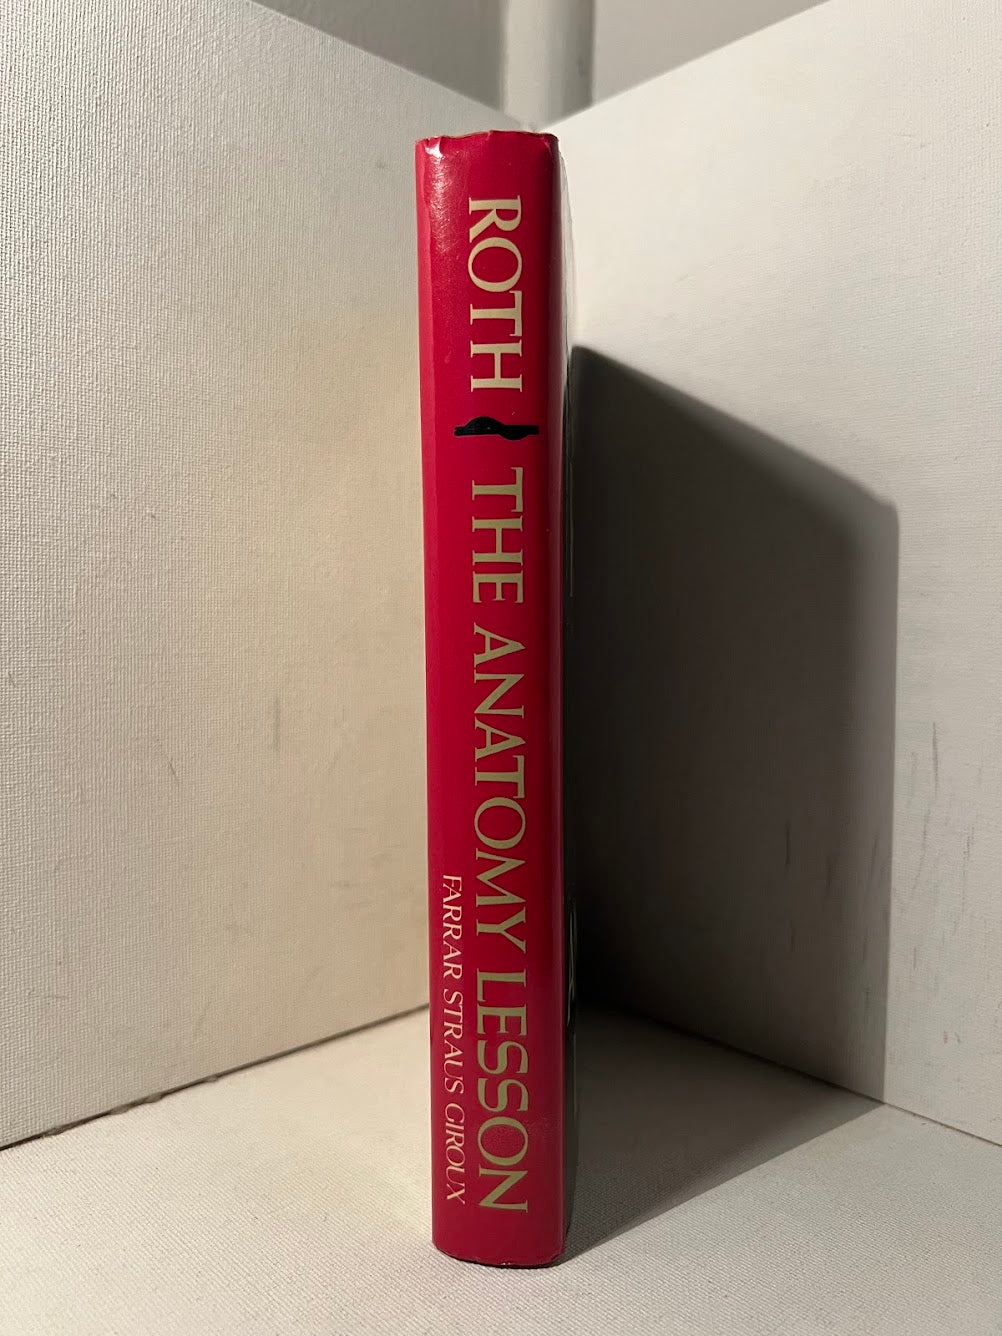 ROTH THE ANATOMY LESSON
FARRAR STRAUS GIROUX